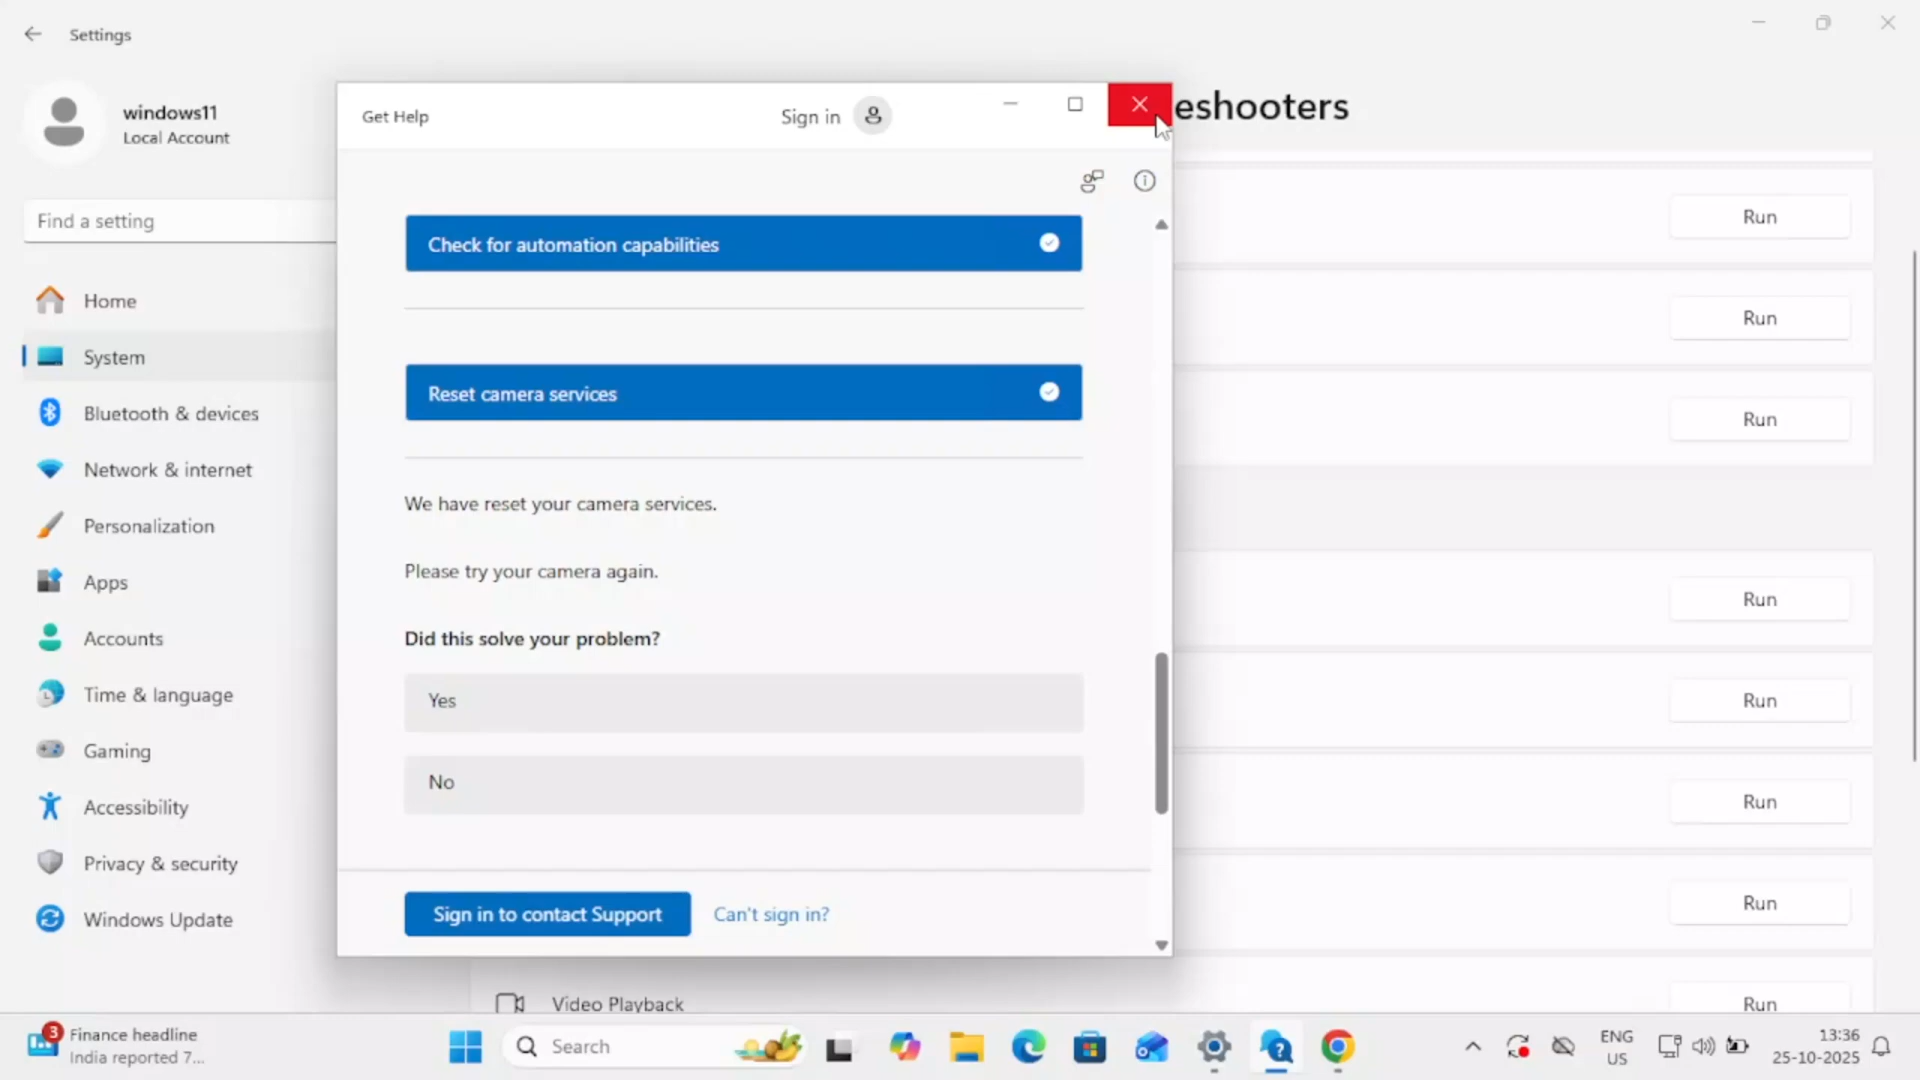 Settings
windows11
Local Account
Find a setting
Home
System
Bluetooth & devices
Network & internet
Personalization
Apps
Accounts
Time & language
Gaming
Accessibility
Privacy & security
Windows Update
Get Help
Sign in
Check for automation capabilities
Reset camera services
We have reset your camera services.
Please try your camera again.
Did this solve your problem?
Yes
No
Sign in to contact Support
Can't sign in?
eshooters
Run
Run
Run
Run
Run
Run
Run
Video Playback
Run
3
Finance headline
India reported 7...
Search
ENG
US
13:36
25-10-2025